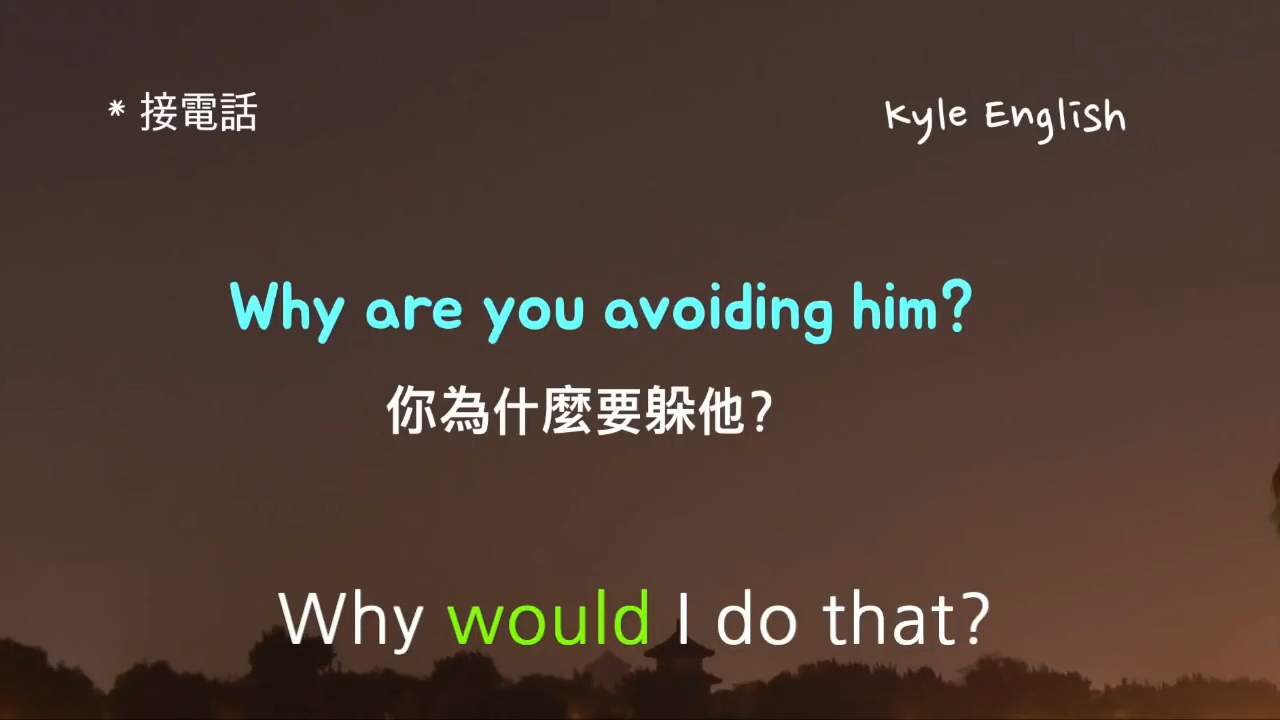 * 接電話
Kyle English
Why are you avoiding him?
你為什麼要躲他?
Why would I do that?